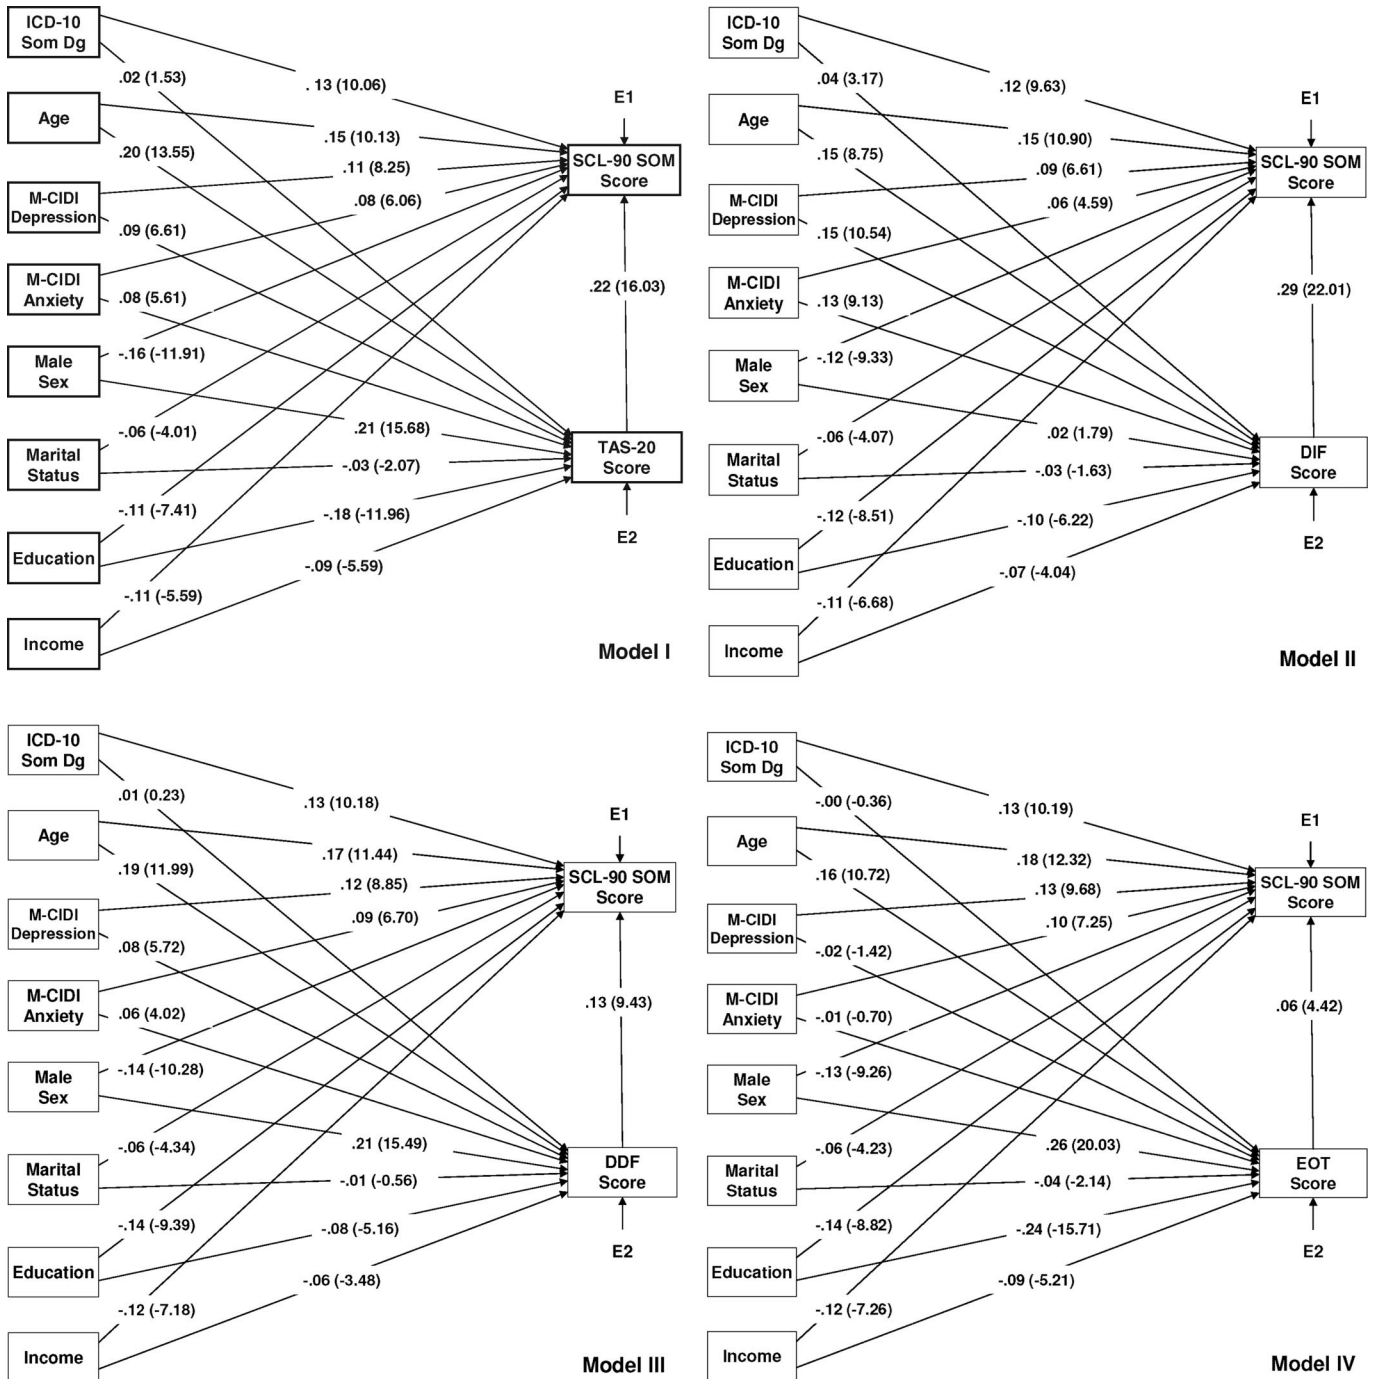 ICD-10
Som Dg
.02 (1.53)
. 13 (10.06)
E1
Age
.15 (10.13)
.20 (13.55)
.11 (8.25)
SCL-90 SOM
Score
M-CIDI
Depression
.08 (6.06)
.09 (6.61)
M-CIDI
Anxiety
.08 (5.61)
.22 (16.03)
Male
Sex
-.16 (-11.91)
-.06 (-4.01)
.21 (15.68)
Marital
Status
-.03 (-2.07)
TAS-20
Score
-.11 (-7.41)
-.18 (-11.96)
E2
Education
-.09 (-5.59)
-.11 (-5.59)
Income
Model I
ICD-10
Som Dg
.04 (3.17)
.12 (9.63)
E1
Age
.15 (10.90)
.15 (8.75)
.09 (6.61)
SCL-90 SOM
Score
M-CIDI
Depression
.06 (4.59)
.15 (10.54)
M-CIDI
Anxiety
.13 (9.13)
.29 (22.01)
Male
Sex
-.12 (-9.33)
-.06 (-4.07)
.02 (1.79)
Marital
Status
-.03 (-1.63)
DIF
Score
-.12 (-8.51)
-.10 (-6.22)
E2
Education
-.07 (-4.04)
-.11 (-6.68)
Income
Model II
ICD-10
Som Dg
.01 (0.23)
.13 (10.18)
E1
Age
.17 (11.44)
.19 (11.99)
.12 (8.85)
SCL-90 SOM
Score
M-CIDI
Depression
.09 (6.70)
.08 (5.72)
M-CIDI
Anxiety
.06 (4.02)
.13 (9.43)
Male
Sex
-.14 (-10.28)
-.06 (-4.34)
.21 (15.49)
Marital
Status
-.01 (-0.56)
DDF
Score
-.14 (-9.39)
-.08 (-5.16)
E2
Education
-.06 (-3.48)
-.12 (-7.18)
Income
Model III
ICD-10
Som Dg
-.00 (-0.36)
.13 (10.19)
E1
Age
.18 (12.32)
.16 (10.72)
.13 (9.68)
SCL-90 SOM
Score
M-CIDI
Depression
.10 (7.25)
-.02 (-1.42)
M-CIDI
Anxiety
-.01 (-0.70)
.06 (4.42)
Male
Sex
-.13 (-9.26)
-.06 (-4.23)
.26 (20.03)
Marital
Status
-.04 (-2.14)
EOT
Score
-.14 (-8.82)
-.24 (-15.71)
E2
Education
-.09 (-5.21)
-.12 (-7.26)
Income
Model IV